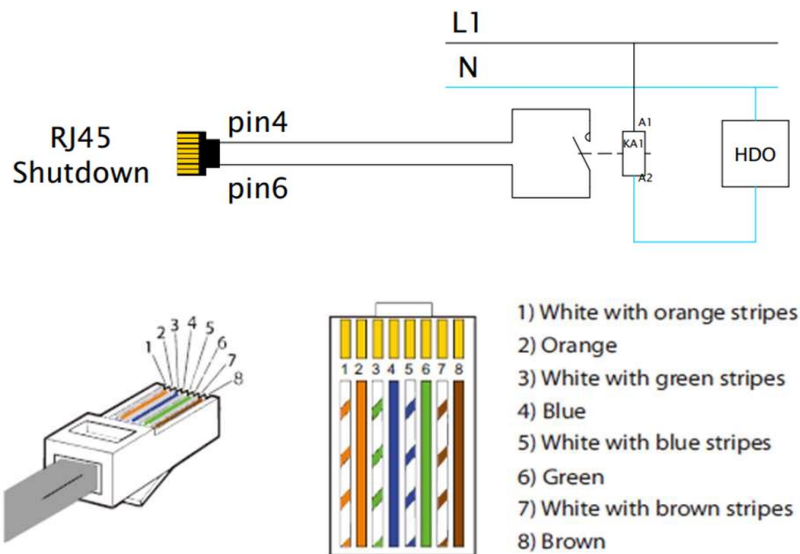 L1
N
RJ45
Shutdown
pin4
pin6
A1
KA1
A2
HDO
1 2 3 4 5 6 7 8
1 2 3 4 5 6 7 8
1) White with orange stripes
2) Orange
3) White with green stripes
4) Blue
5) White with blue stripes
6) Green
7) White with brown stripes
8) Brown